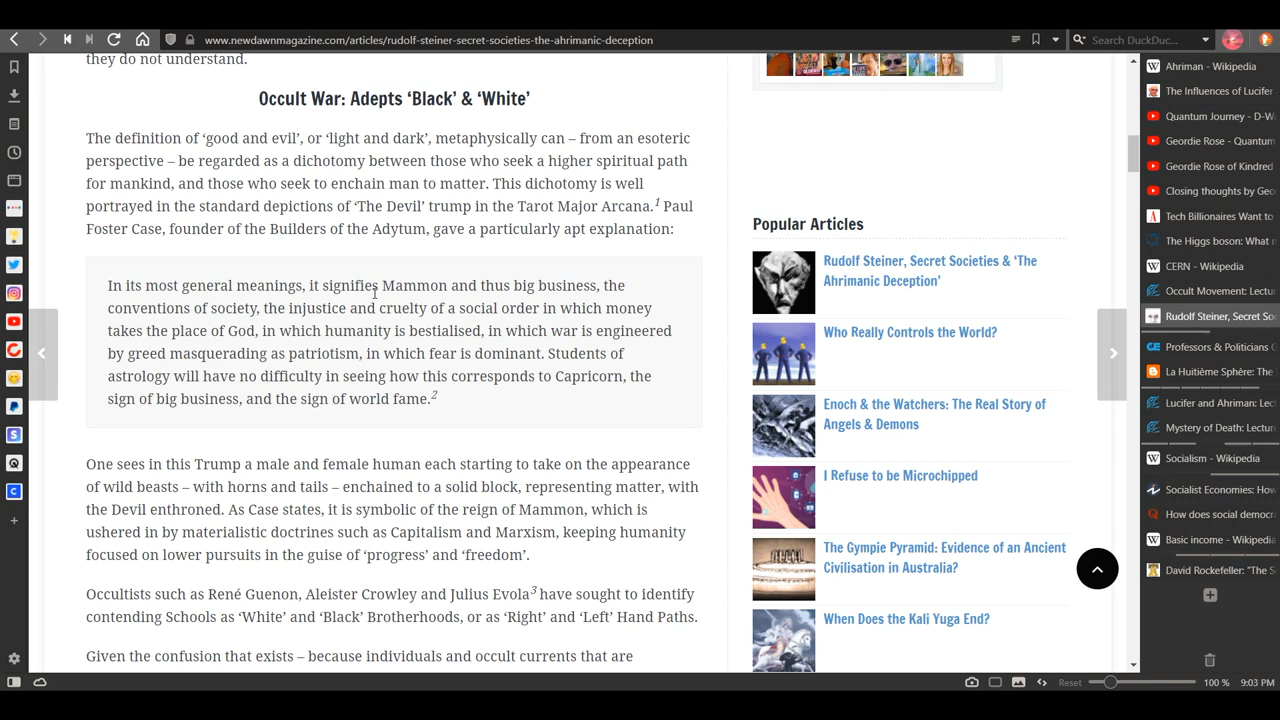 www.newdawnmagazine.com/articles/rudolf-steiner-secret-societies-the-ahrimanic-deception
Search DuckDuc...
they do not understand.
Occult War: Adepts ‘Black’ & ‘White’
The definition of ‘good and evil’, or ‘light and dark’, metaphysically can – from an esoteric
perspective – be regarded as a dichotomy between those who seek a higher spiritual path
for mankind, and those who seek to enchain man to matter. This dichotomy is well
portrayed in the standard depictions of ‘The Devil’ trump in the Tarot Major Arcana.1 Paul
Foster Case, founder of the Builders of the Adytum, gave a particularly apt explanation:
In its most general meanings, it signifies Mammon and thus big business, the
conventions of society, the injustice and cruelty of a social order in which money
takes the place of God, in which humanity is bestialised, in which war is engineered
by greed masquerading as patriotism, in which fear is dominant. Students of
astrology will have no difficulty in seeing how this corresponds to Capricorn, the
sign of big business, and the sign of world fame.2
One sees in this Trump a male and female human each starting to take on the appearance
of wild beasts – with horns and tails – enchained to a solid block, representing matter, with
the Devil enthroned. As Case states, it is symbolic of the reign of Mammon, which is
ushered in by materialistic doctrines such as Capitalism and Marxism, keeping humanity
focused on lower pursuits in the guise of ‘progress’ and ‘freedom’.
Occultists such as René Guenon, Aleister Crowley and Julius Evola3 have sought to identify
contending Schools as ‘White’ and ‘Black’ Brotherhoods, or as ‘Right’ and ‘Left’ Hand Paths.
Given the confusion that exists – because individuals and occult currents that are
Popular Articles
Rudolf Steiner, Secret Societies & ‘The
Ahrimanic Deception’
Who Really Controls the World?
Enoch & the Watchers: The Real Story of
Angels & Demons
I Refuse to be Microchipped
The Gympie Pyramid: Evidence of an Ancient
Civilisation in Australia?
When Does the Kali Yuga End?
Ahriman - Wikipedia
The Influences of Lucifer
Quantum Journey - D-W
Geordie Rose - Quantum
Geordie Rose of Kindred
Closing thoughts by Geo
Tech Billionaires Want to
The Higgs boson: What m
CERN - Wikipedia
Occult Movement: Lectu
Rudolf Steiner, Secret Soc
Professors & Politicians G
La Huitième Sphère: The
Lucifer and Ahriman: Lect
Mystery of Death: Lectur
Socialism - Wikipedia
Socialist Economies: How
How does social democr
Basic income - Wikipedia
David Rockefeller: "The S
Reset
100 %
9:03 PM